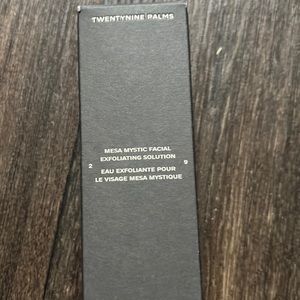 TWENTYNINE PALMS
MESA MYSTIC FACIAL
EXFOLIATING SOLUTION
2 9
EAU EXFOLIANTE POUR
LE VISAGE MESA MYSTIQUE